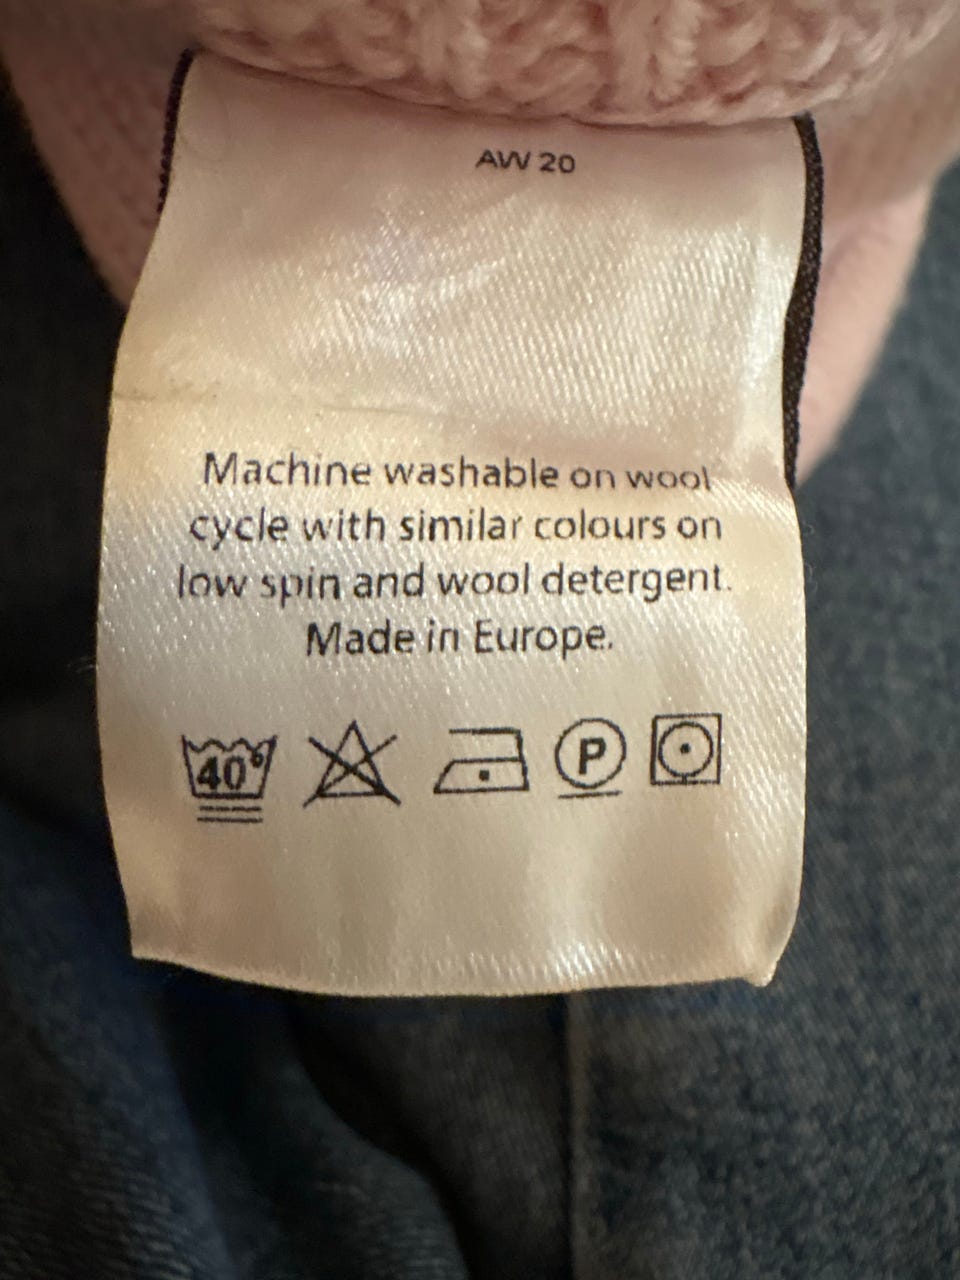 AW 20
Machine washable on wool
cycle with similar colours on
low spin and wool detergent.
Made in Europe.
40° P